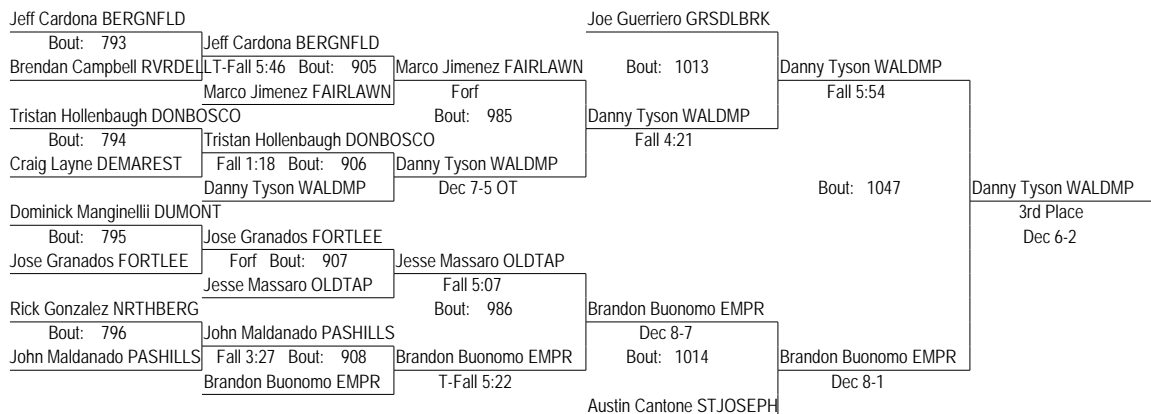 Jeff Cardona BERGNFLD
Joe Guerriero GRSDLBRK
Bout: 793
Jeff Cardona BERGNFLD
Brendan Campbell RVRDELL
T-Fall 5:46 Bout: 905
Marco Jimenez FAIRLAWN
Bout: 1013
Danny Tyson WALDMP
Marco Jimenez FAIRLAWN
Forf
Fall 5:54
Tristan Hollenbaugh DONBOSCO
Bout: 985
Danny Tyson WALDMP
Bout: 794
Tristan Hollenbaugh DONBOSCO
Fall 4:21
Craig Layne DEMAREST
Fall 1:18 Bout: 906
Danny Tyson WALDMP
Danny Tyson WALDMP
Dec 7-5 OT
Bout: 1047
Danny Tyson WALDMP
Dominick Manginellii DUMONT
3rd Place
Bout: 795
Jose Granados FORTLEE
Dec 6-2
Jose Granados FORTLEE
Forf Bout: 907
Jesse Massaro OLDTAP
Jesse Massaro OLDTAP
Fall 5:07
Rick Gonzalez NRTHBERG
Bout: 986
Brandon Buonomo EMPR
Bout: 796
John Maldanado PASHILLS
Dec 8-7
John Maldanado PASHILLS
Fall 3:27 Bout: 908
Brandon Buonomo EMPR
Bout: 1014
Brandon Buonomo EMPR
Brandon Buonomo EMPR
T-Fall 5:22
Dec 8-1
Austin Cantone STJOSEPH